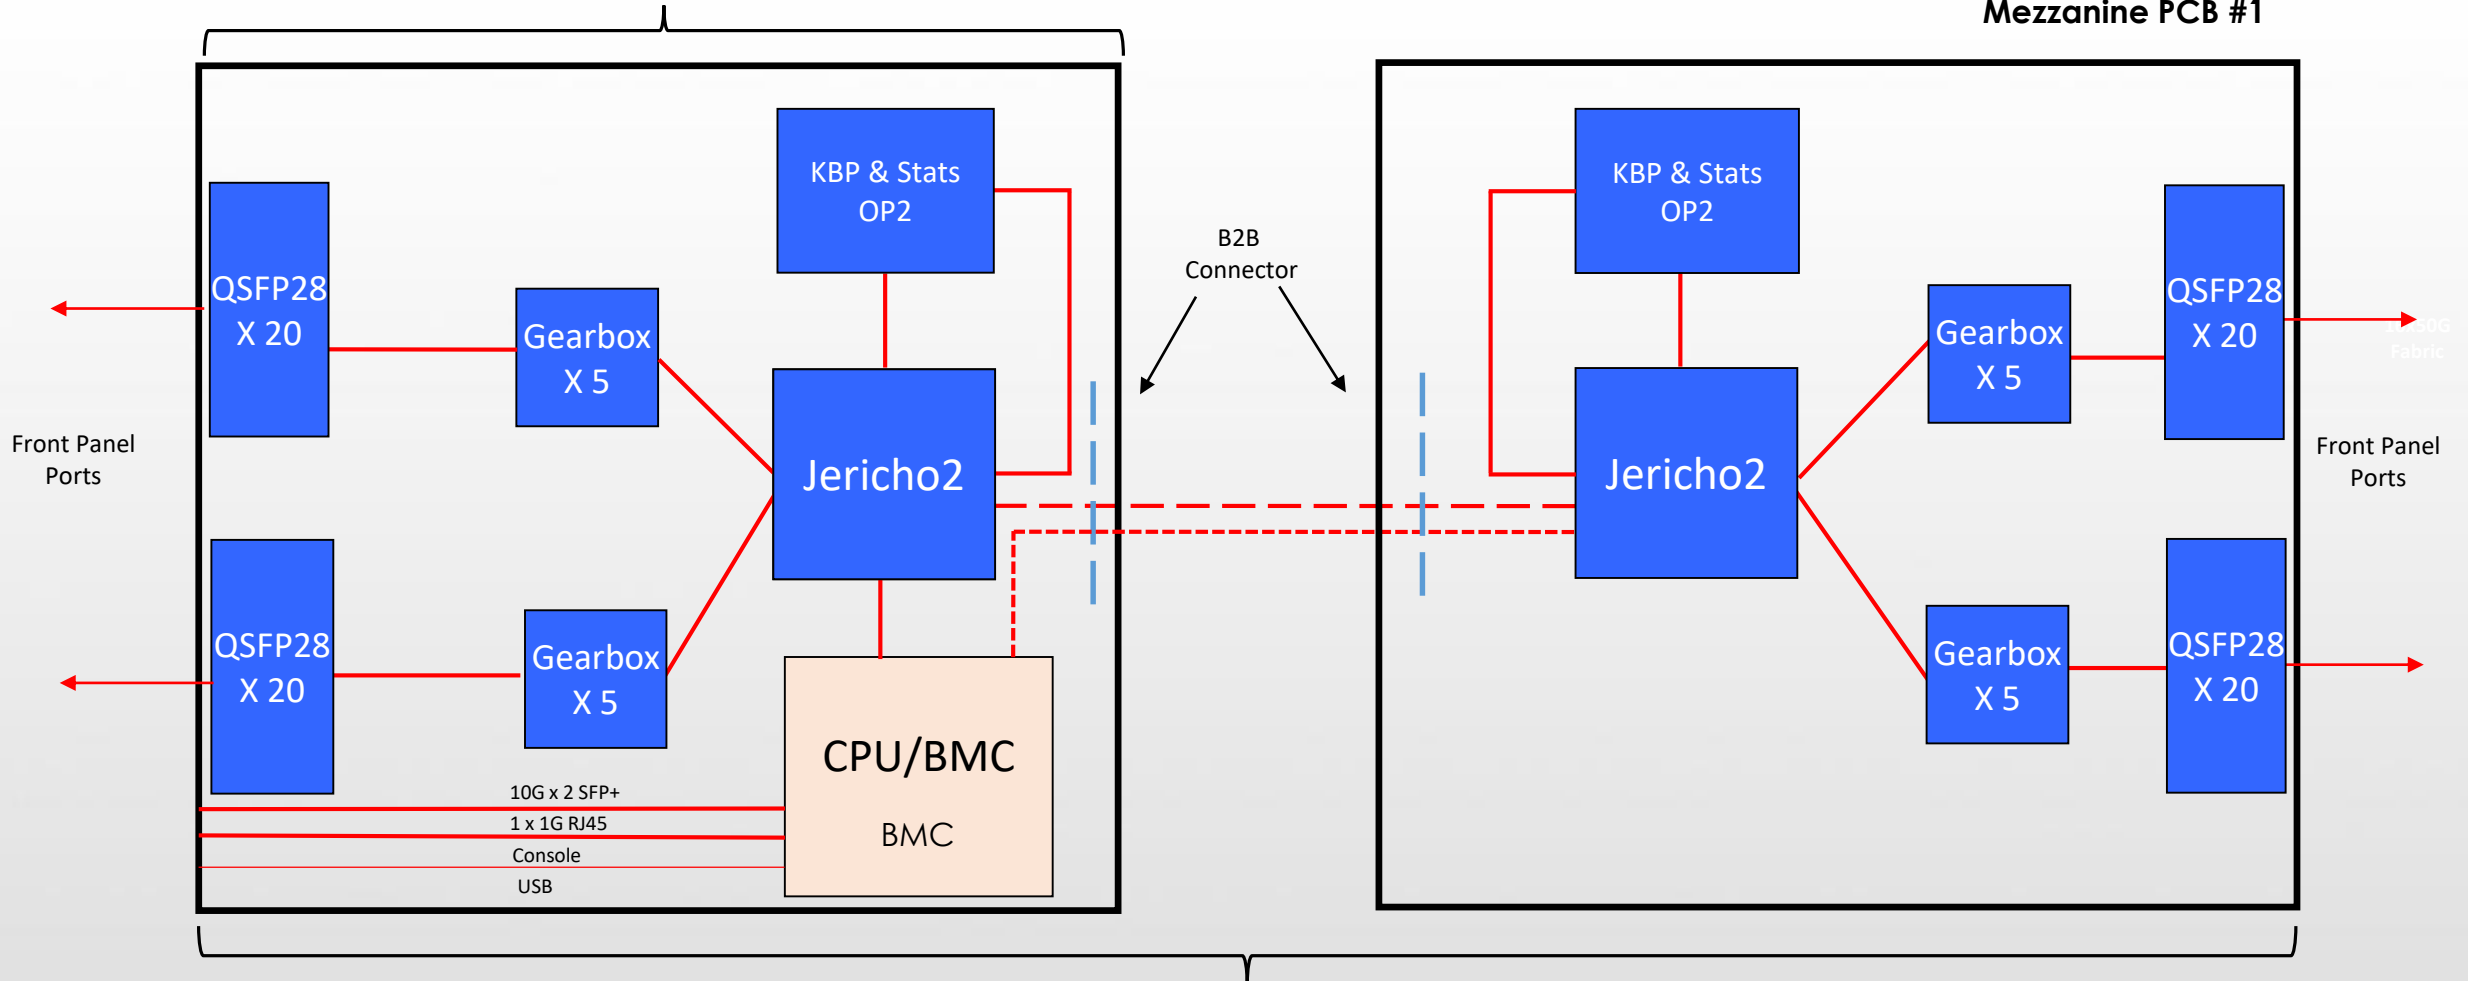 Mezzanine PCB #1
KBP & Stats
OP2
QSFP28
X 20
Gearbox
X 5
Jericho2
Front Panel
Ports
QSFP28
X 20
Gearbox
X 5
CPU/BMC
BMC
10G x 2 SFP+
1 x 1G RJ45
Console
USB
B2B
Connector
KBP & Stats
OP2
Jericho2
Gearbox
X 5
QSFP28
X 20
Fabric
Front Panel
Ports
Gearbox
X 5
QSFP28
X 20